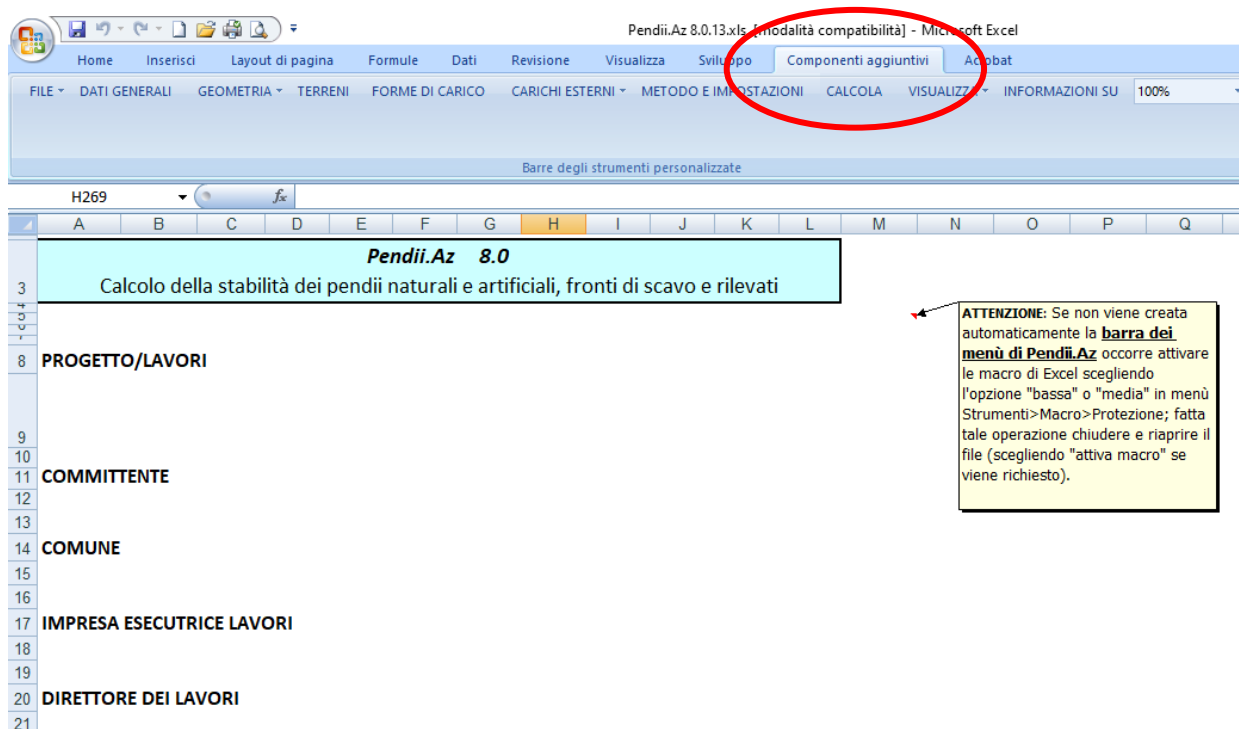 Pendii.Az 8.0.13.xls [modalità compatibilità] - Microsoft Excel
Home Inserisci Layout di pagina Formule Dati Revisione Visualizza Sviluppo Componenti aggiuntivi Acrobat
FILE DATI GENERALI GEOMETRIA TERRENI FORME DI CARICO CARICHI ESTERNI METODO E IMPOSTAZIONI CALCOLA VISUALIZZA INFORMAZIONI SU 100%
Barre degli strumenti personalizzate
H269 fx
A B C D E F G H I J K L M N O P Q
Pendii.Az 8.0
3 Calcolo della stabilità dei pendii naturali e artificiali, fronti di scavo e rilevati
4
5
6
7
ATTENZIONE: Se non viene creata
automaticamente la barra dei
menù di Pendii.Az occorre attivare
le macro di Excel scegliendo
l'opzione "bassa" o "media" in menù
Strumenti>Macro>Protezione; fatta
tale operazione chiudere e riaprire il
file (scegliendo "attiva macro" se
viene richiesto).
8 PROGETTO/LAVORI
9
10
11 COMMITTENTE
12
13
14 COMUNE
15
16
17 IMPRESA ESECUTRICE LAVORI
18
19
20 DIRETTORE DEI LAVORI
21